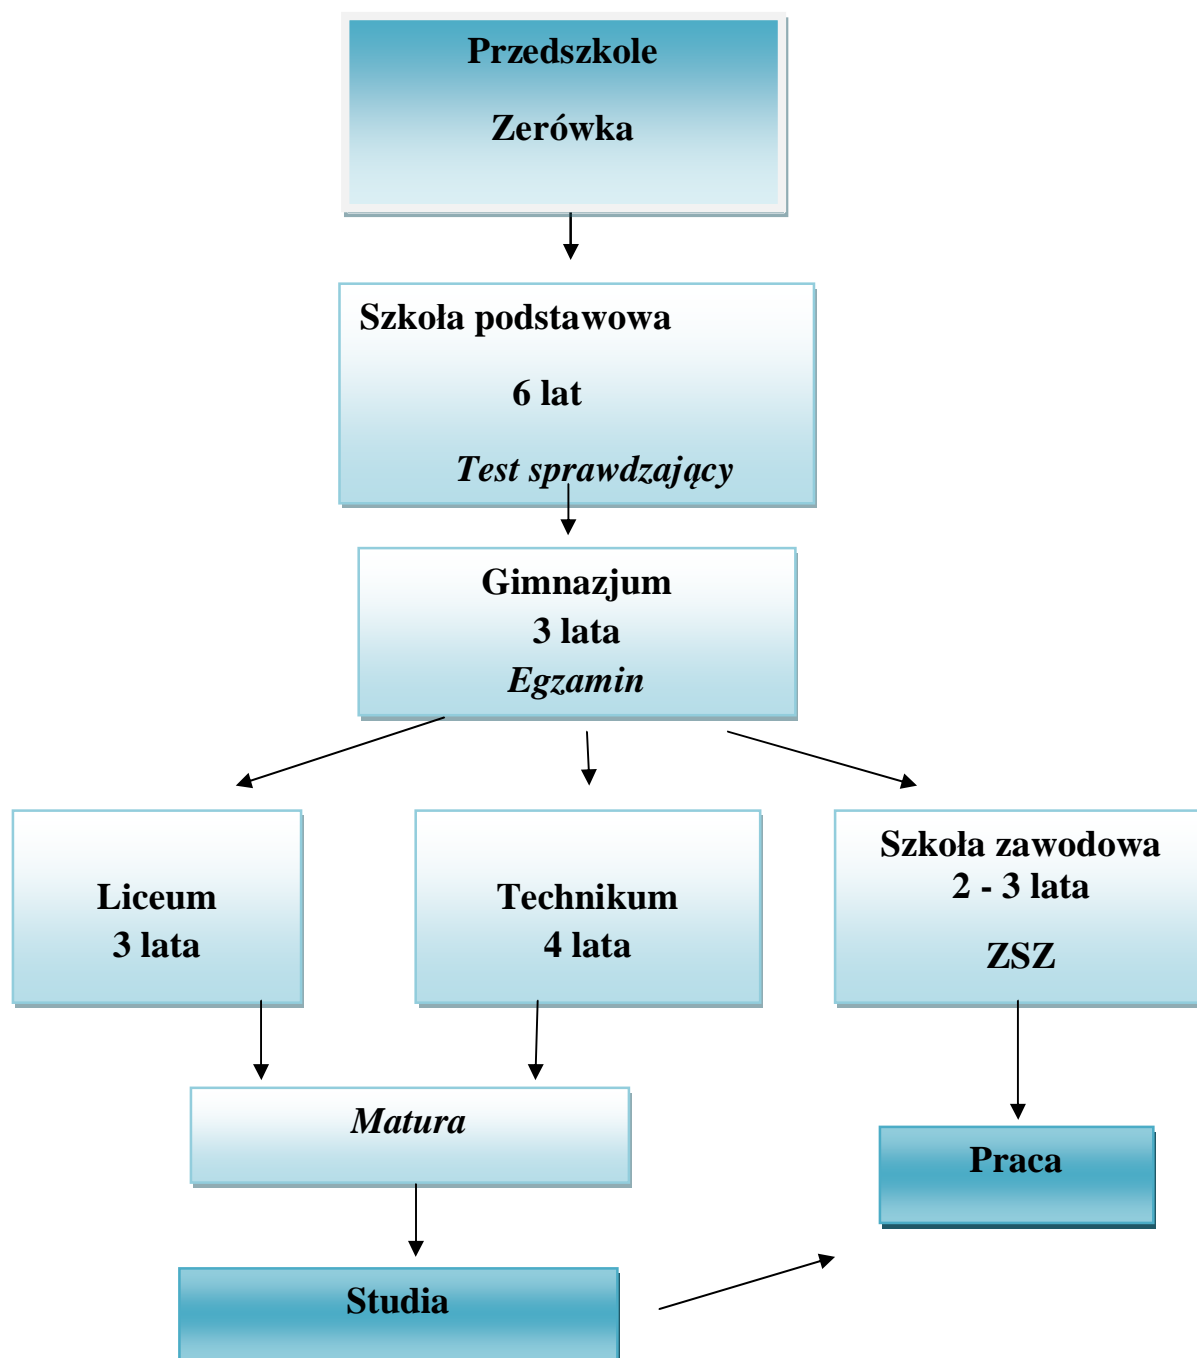 Przedszkole
Zerówka
Szkoła podstawowa
6 lat
Test sprawdzający
Gimnazjum
3 lata
Egzamin
Liceum
3 lata
Technikum
4 lata
Szkoła zawodowa
2 - 3 lata
ZSZ
Matura
Praca
Studia